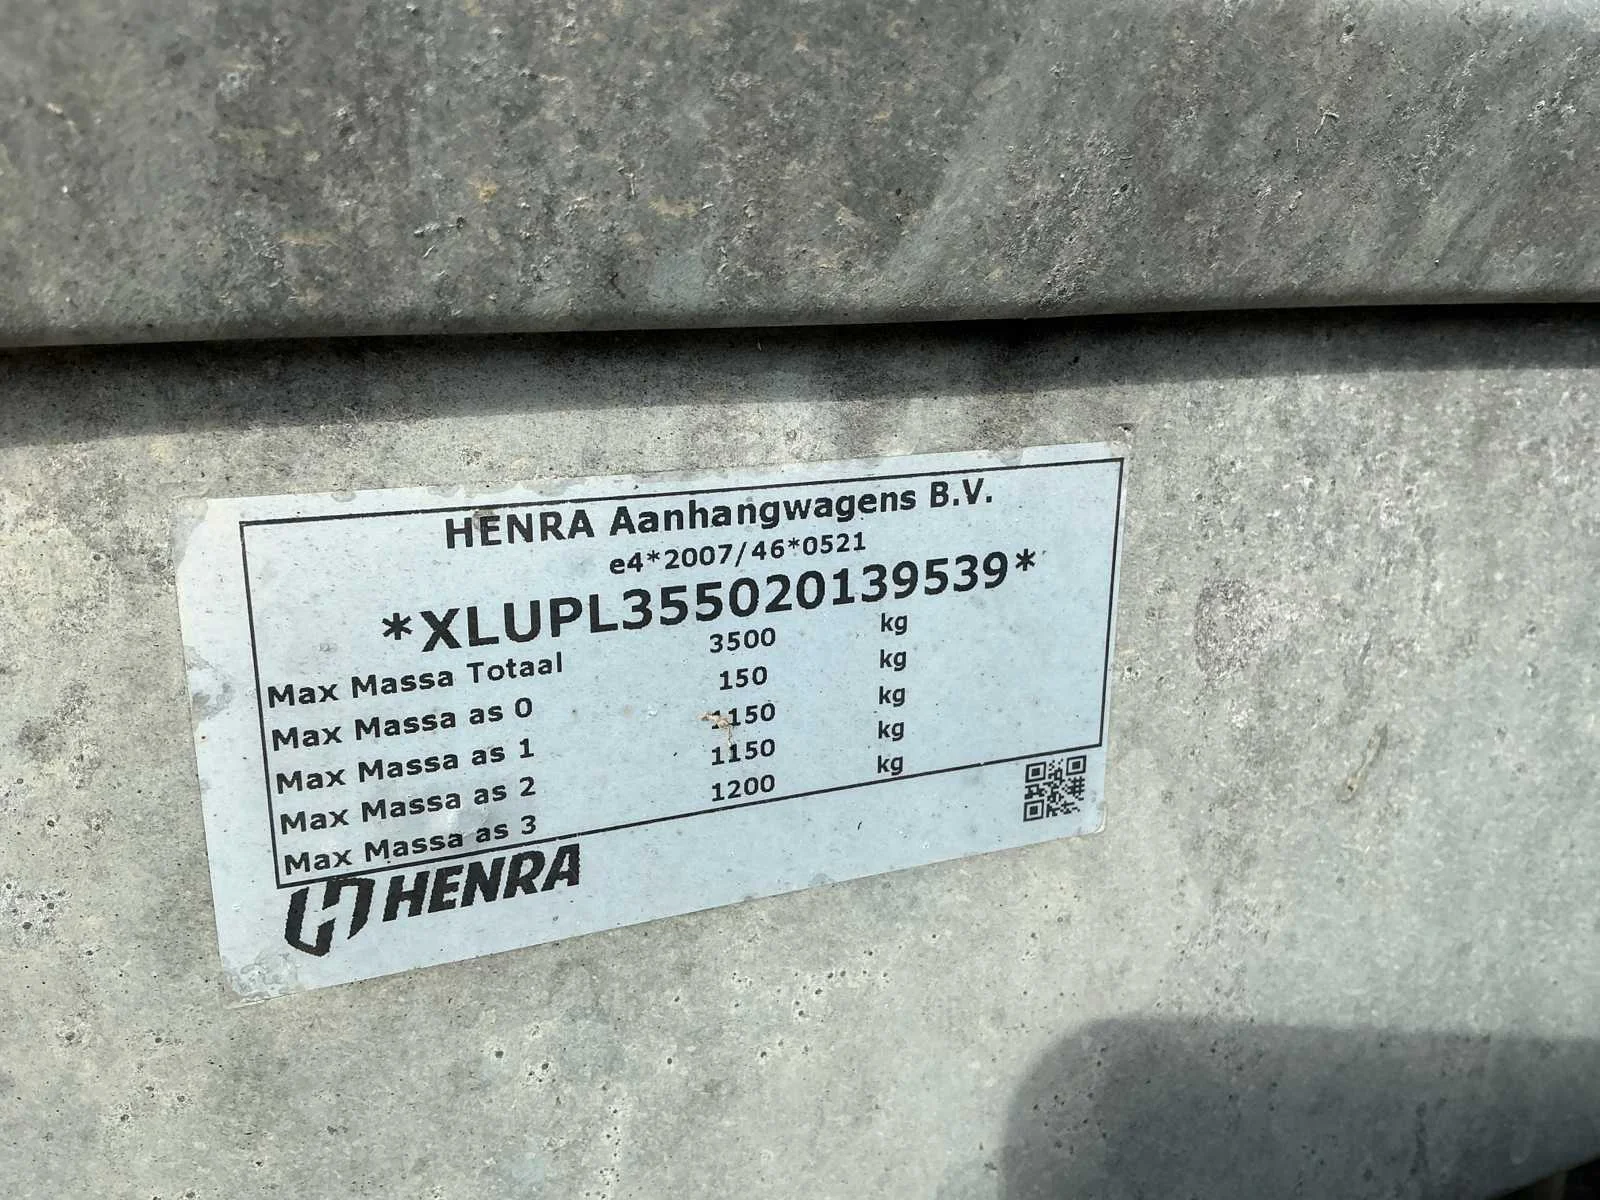 HENRA Aanhangwagens B.V.
e4*2007/46*0521
*XLUPL355020139539*
Max Massa Totaal 3500 kg
Max Massa as 0 150 kg
Max Massa as 1 1150 kg
Max Massa as 2 1150 kg
Max Massa as 3 1200 kg
HENRA